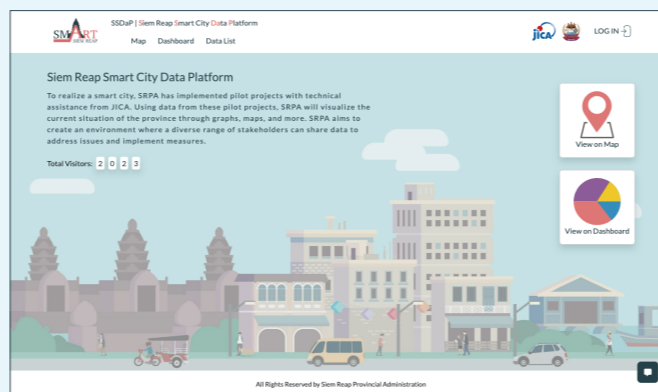 SMART
SIEM REAP
SSDaP | Siem Reap Smart City Data Platform
Map Dashboard Data List
JICA
LOG IN
Siem Reap Smart City Data Platform
To realize a smart city, SRPA has implemented pilot projects with technical
assistance from JICA. Using data from these pilot projects, SRPA will visualize the
current situation of the province through graphs, maps, and more. SRPA aims to
create an environment where a diverse range of stakeholders can share data to
address issues and implement measures.
Total Visitors: 2 0 2 3
View on Map
View on Dashboard
All Rights Reserved by Siem Reap Provincial Administration